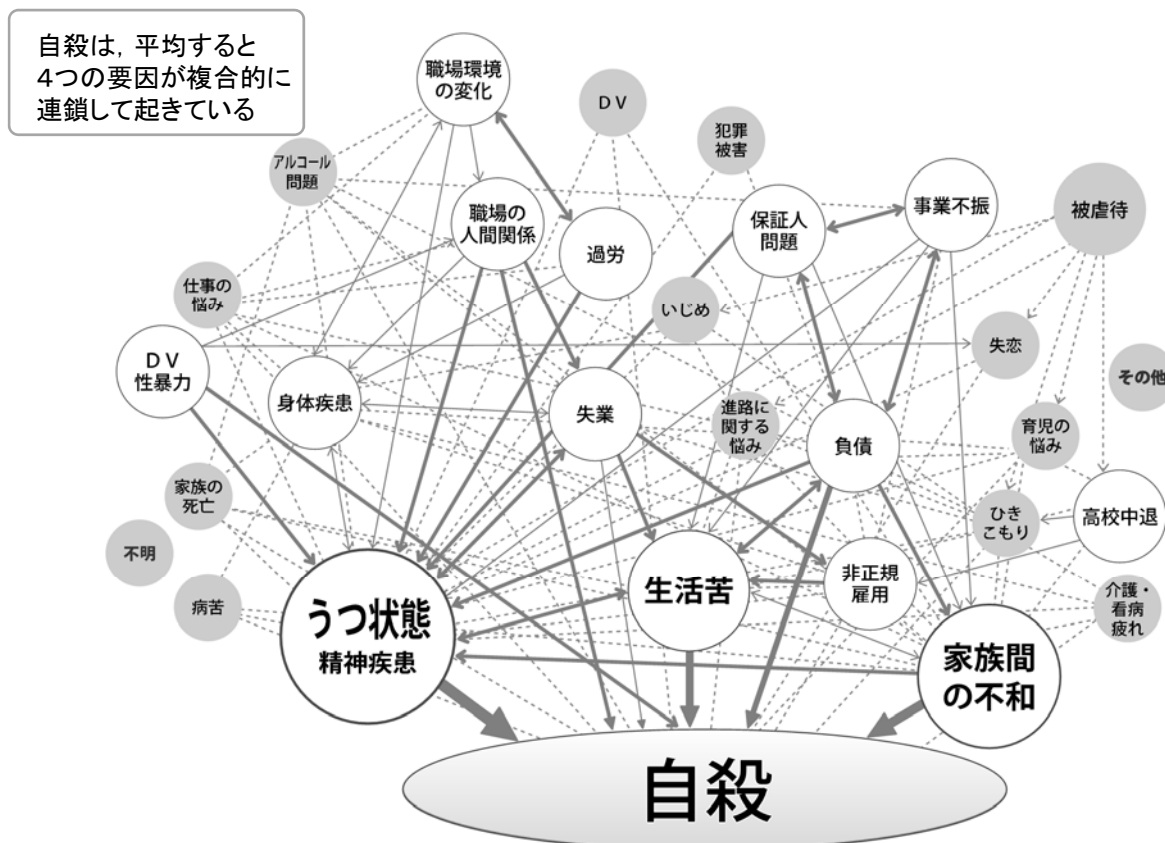 自殺は，平均すると
4つの要因が複合的に
連鎖して起きている
職場環境
の変化
ＤＶ
犯罪
被害
アルコール
問題
職場の
人間関係
過労
保証人
問題
事業不振
被虐待
仕事の
悩み
いじめ
失恋
ＤＶ
性暴力
その他
身体疾患
失業
進路に
関する
悩み
負債
育児の
悩み
家族の
死亡
ひき
こもり
高校中退
不明
病苦
うつ状態
精神疾患
生活苦
非正規
雇用
介護・
看病
疲れ
家族間
の不和
自殺